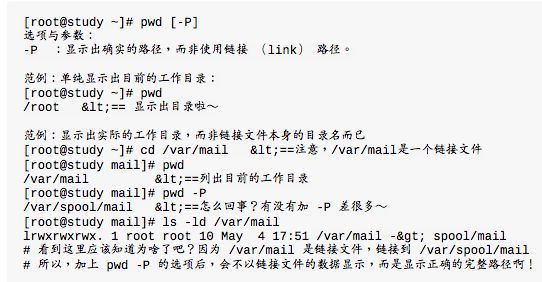 [root@study ~]# pwd [-P]
选项与参数：
-P  ：显示出确实的路径，而非使用链接 （link） 路径。
范例：单纯显示出目前的工作目录：
[root@study ~]# pwd
/root   &lt;== 显示出目录啦～
范例：显示出实际的工作目录，而非链接文件本身的目录名而已
[root@study ~]# cd /var/mail   &lt;==注意，/var/mail是一个链接文件
[root@study mail]# pwd
/var/mail         &lt;==列出目前的工作目录
[root@study mail]# pwd -P
/var/spool/mail   &lt;==怎么回事？有没有加 -P 差很多～
[root@study mail]# ls -ld /var/mail
lrwxrwxrwx. 1 root root 10 May  4 17:51 /var/mail -&gt; spool/mail
# 看到这里应该知道为啥了吧？因为 /var/mail 是链接文件，链接到 /var/spool/mail
# 所以，加上 pwd -P 的选项后，会不以链接文件的数据显示，而是显示正确的完整路径啊！